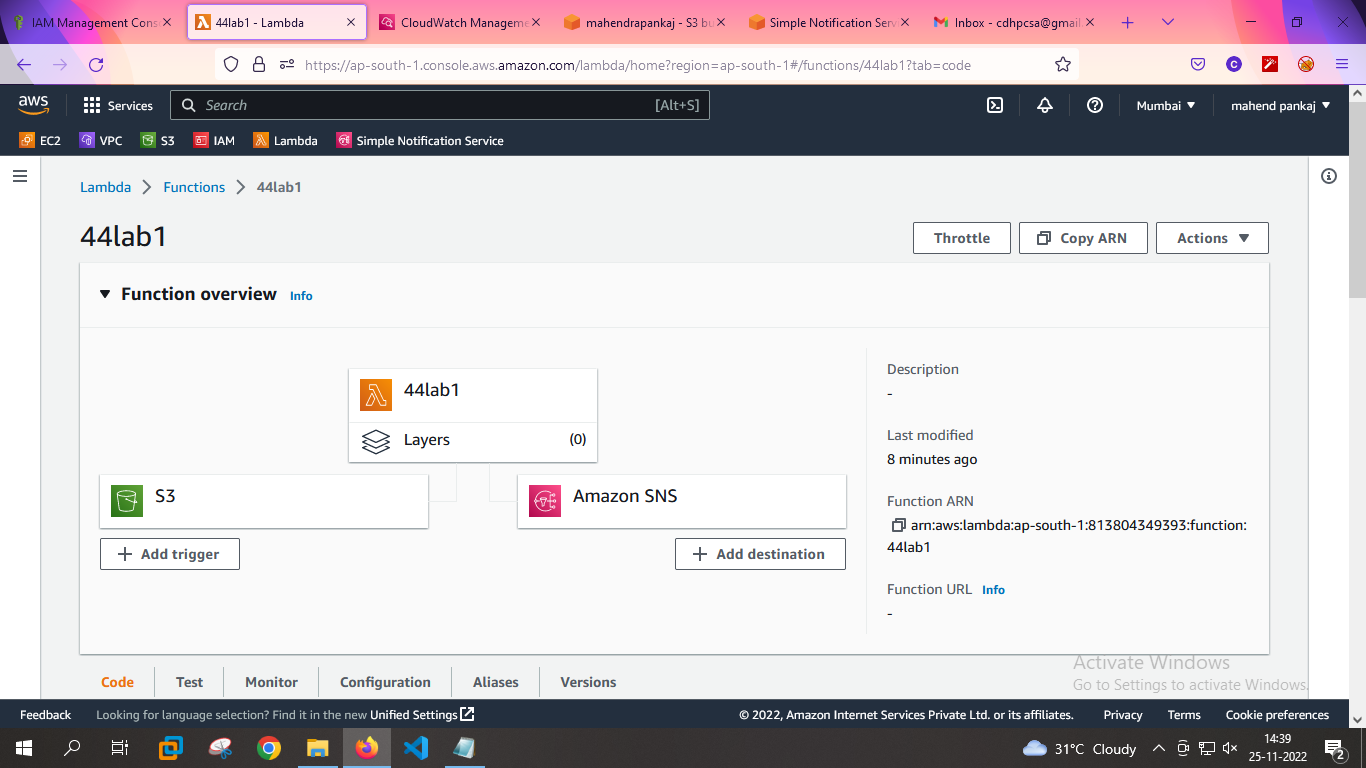 IAM Management Cons
44lab1 - Lambda
CloudWatch Manageme
mahendrapankaj - S3 bu
Simple Notification Serv
Inbox - cdhpcsa@gmail.
https://ap-south-1.console.aws.amazon.com/lambda/home?region=ap-south-1#/functions/44lab1?tab=code
C
aws
Services
Search
[Alt+S]
Mumbai
mahend pankaj
EC2
VPC
S3
IAM
Lambda
Simple Notification Service
Lambda
Functions
44lab1
44lab1
Throttle
Copy ARN
Actions
Function overview Info
44lab1
Layers
(0)
S3
Amazon SNS
Add trigger
Add destination
Description
-
Last modified
8 minutes ago
Function ARN
arn:aws:lambda:ap-south-1:813804349393:function:
44lab1
Function URL Info
-
Activate Windows
Go to Settings to activate Windows.
Code
Test
Monitor
Configuration
Aliases
Versions
Feedback
Looking for language selection? Find it in the new Unified Settings
© 2022, Amazon Internet Services Private Ltd. or its affiliates.
Privacy
Terms
Cookie preferences
31°C Cloudy
14:39
25-11-2022
2